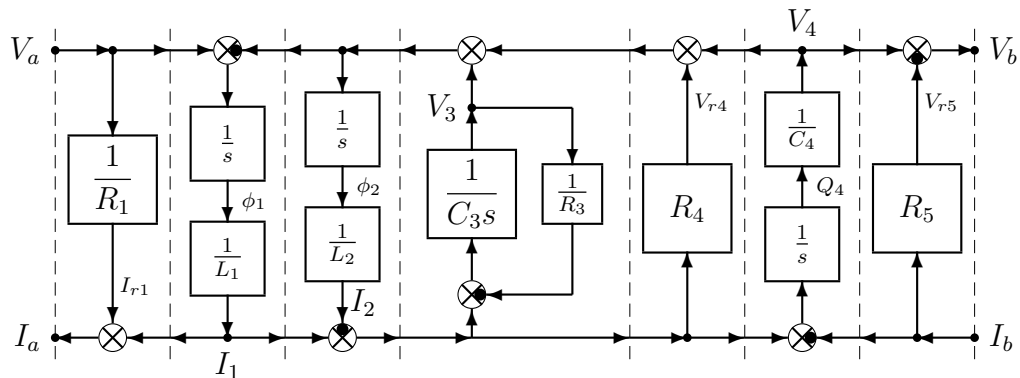 V_4
V_a
V_b
V_3
V_{r4}
V_{r5}
\frac{1}{s}
\frac{1}{s}
\frac{1}{C_4}
\frac{1}{R_1}
\frac{1}{C_3 s}
\frac{1}{R_3}
R_4
R_5
\phi_1
\phi_2
Q_4
\frac{1}{L_1}
\frac{1}{L_2}
\frac{1}{s}
I_{r1}
I_2
I_a
I_b
I_1